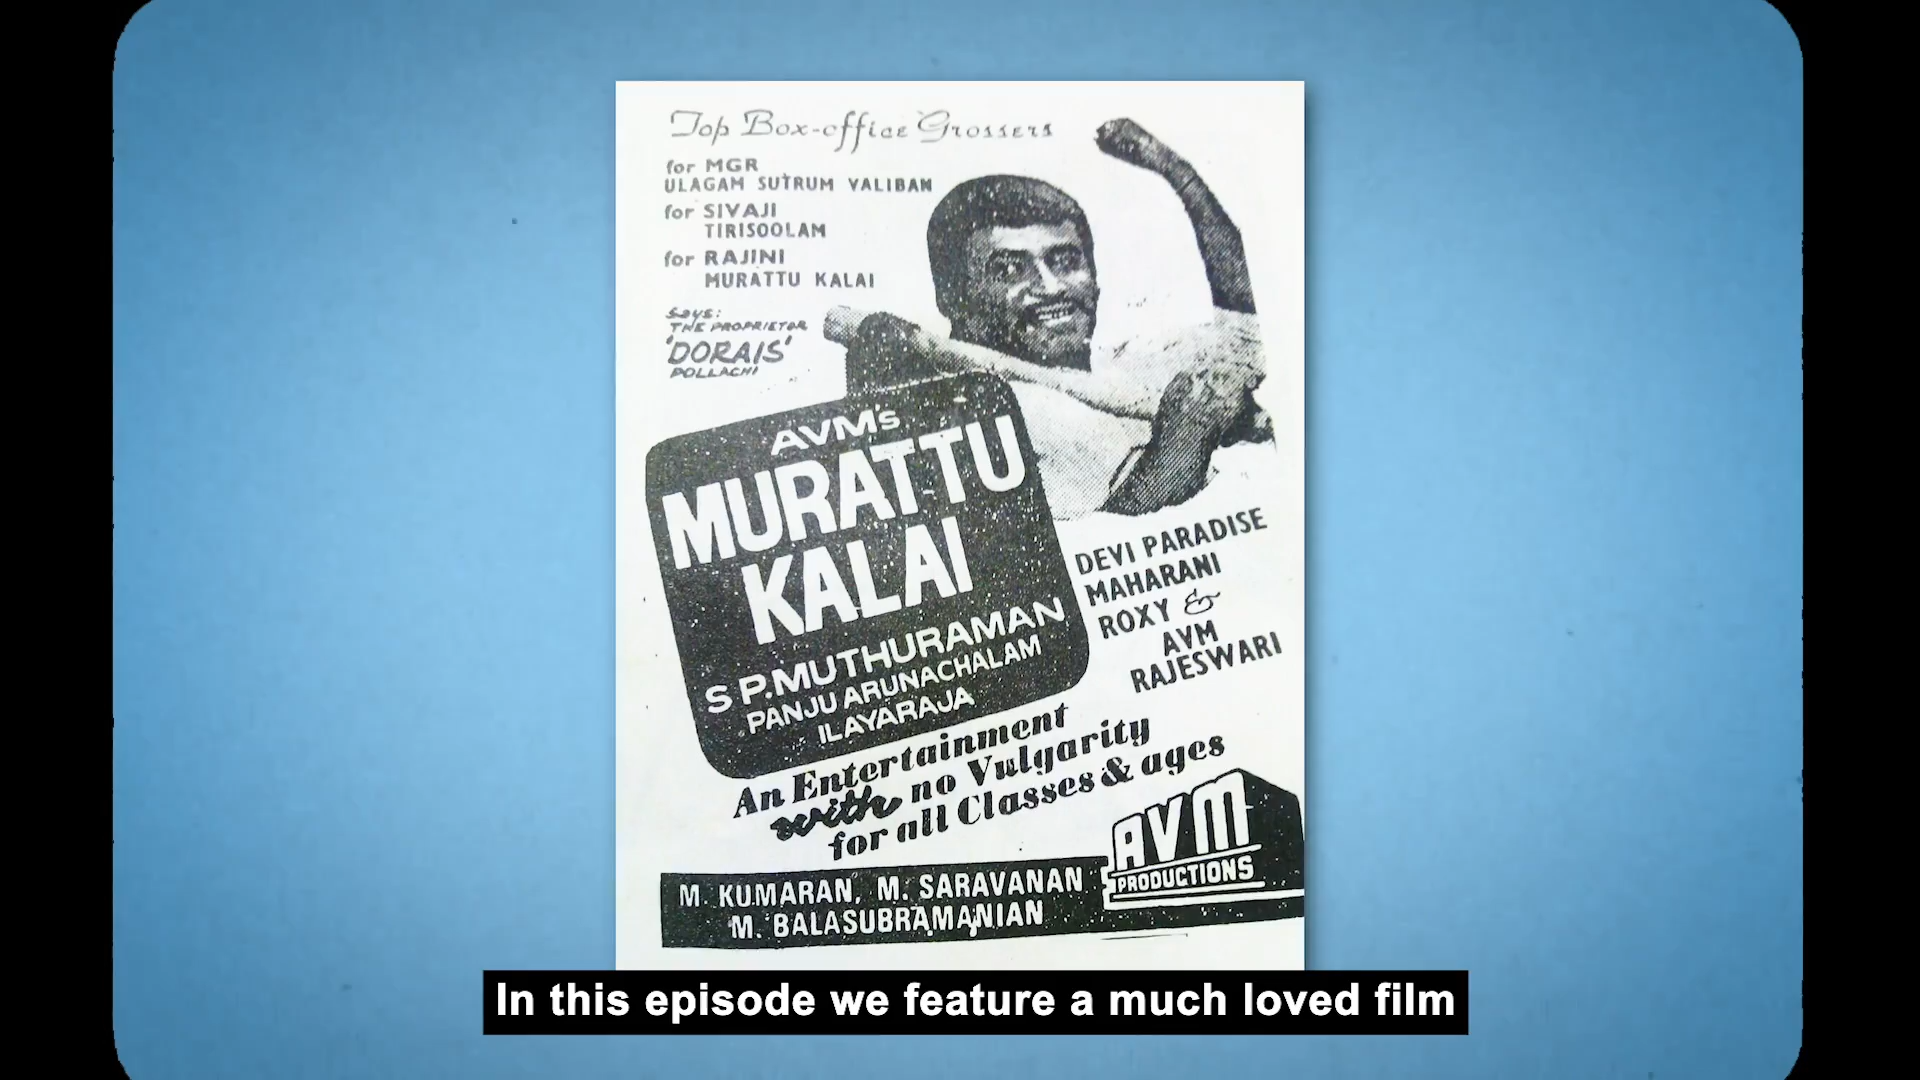 Top Box-office Grossers
for MGR
ULAGAM SUTRUM VALIBAN
for SIVAJI
TIRISOOLAM
for RAJINI
MURATTU KALAI
says:
THE PROPRIETOR
'DORAIS'
POLLACHI
AVM's
MURATTU
KALAI
S P.MUTHURAMAN
PANJU ARUNACHALAM
ILAYARAJA
DEVI PARADISE
MAHARANI
ROXY &
AVM
RAJESWARI
An Entertainment
with no Vulgarity
for all Classes & ages
AVM
PRODUCTIONS
M. KUMARAN, M. SARAVANAN
M. BALASUBRAMANIAN
In this episode we feature a much loved film